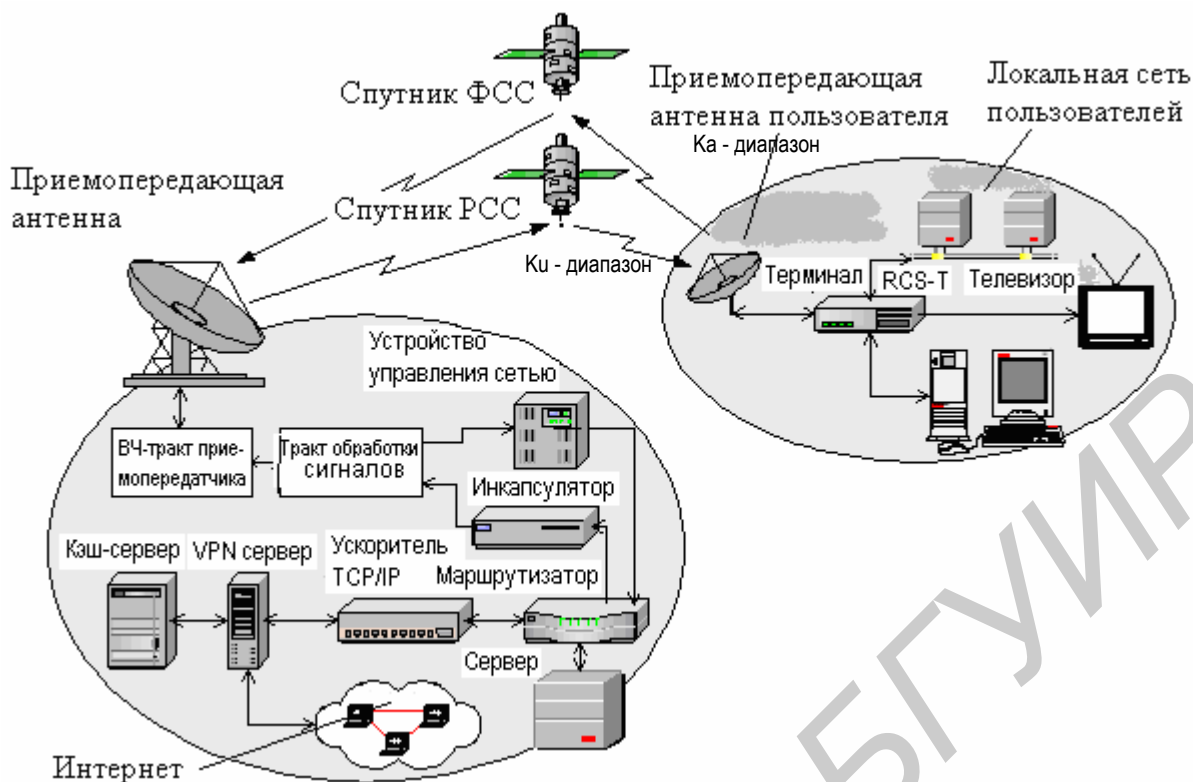 Спутник ФСС
Приемопередающая
антенна пользователя
Ka - диапазон
Локальная сеть
пользователей
Приемопередающая
антенна
Спутник РСС
Ku - диапазон
Терминал
RCS-T
Телевизор
Устройство
управления сетью
ВЧ-тракт прие-
мопередатчика
Тракт обработки
сигналов
Инкапсулятор
Кэш-сервер
VPN сервер
Ускоритель
TCP/IP
Маршрутизатор
Сервер
Интернет
БГУИР